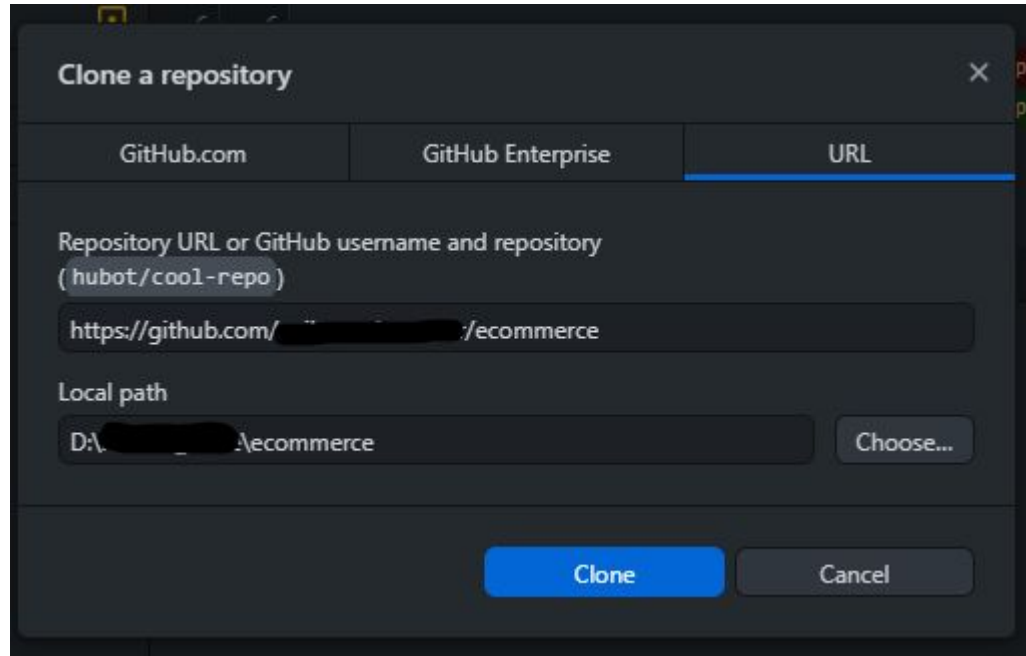 Clone a repository
GitHub.com GitHub Enterprise URL
Repository URL or GitHub username and repository
(hubot/cool-repo)
https://github.com/ /ecommerce
Local path
D:\ \ecommerce Choose...
Clone Cancel